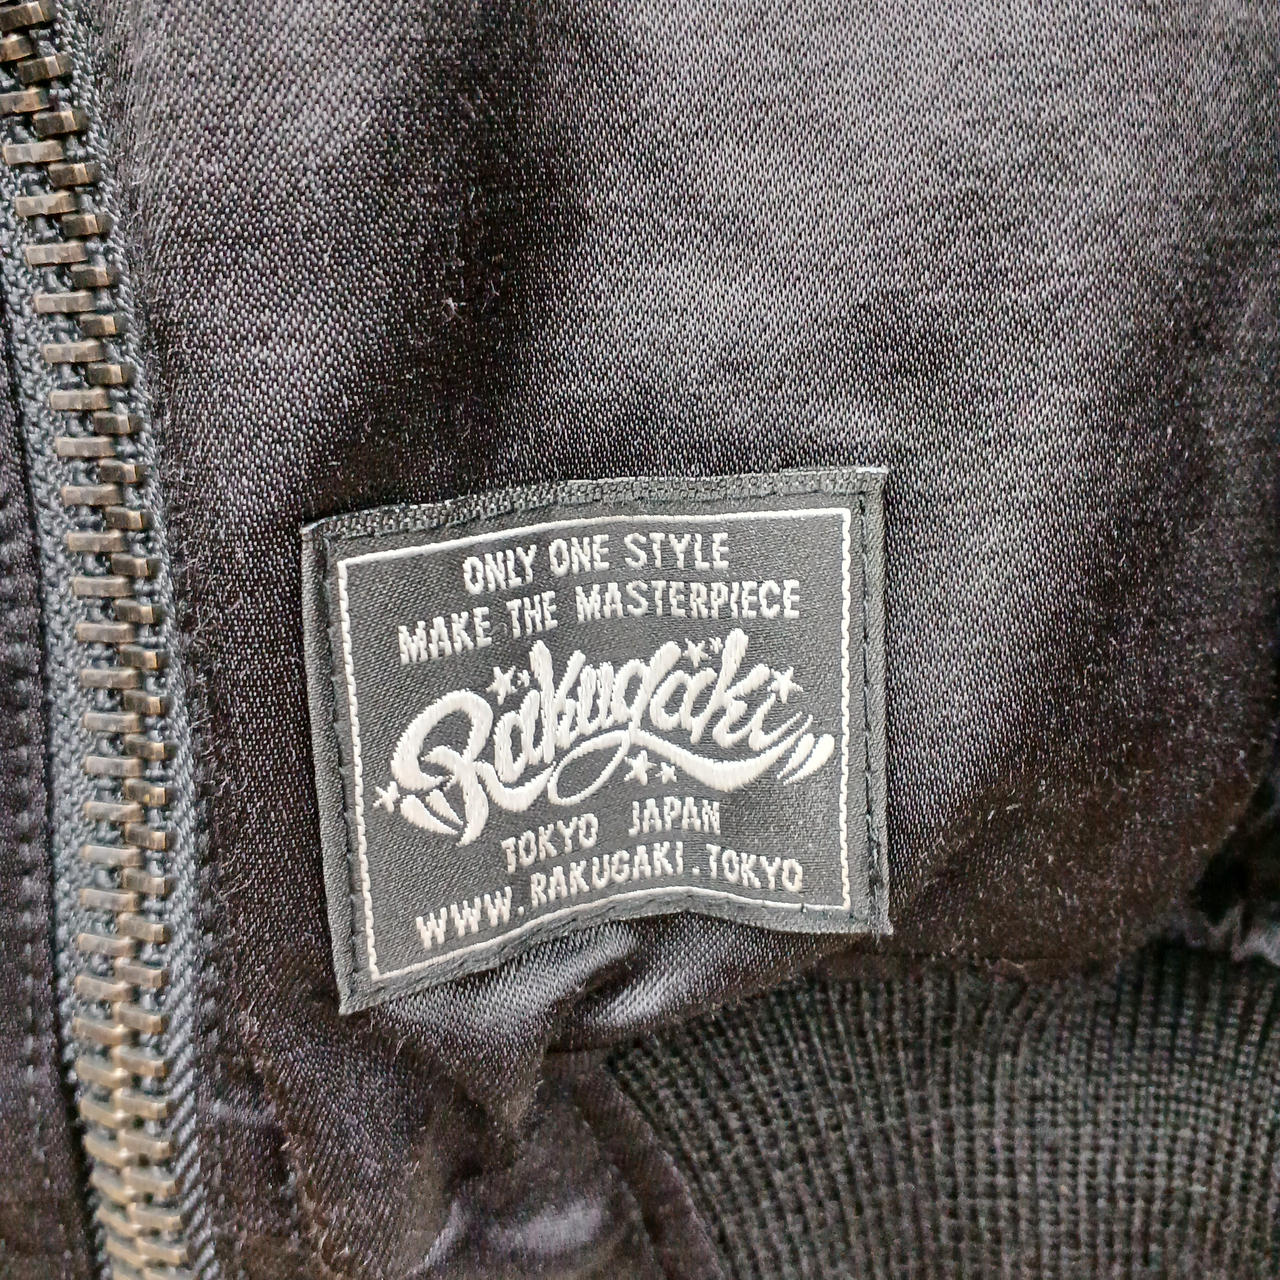 ONLY ONE STYLE
MAKE THE MASTERPIECE
Rakugaki
TOKYO JAPAN
WWW.RAKUGAKI.TOKYO